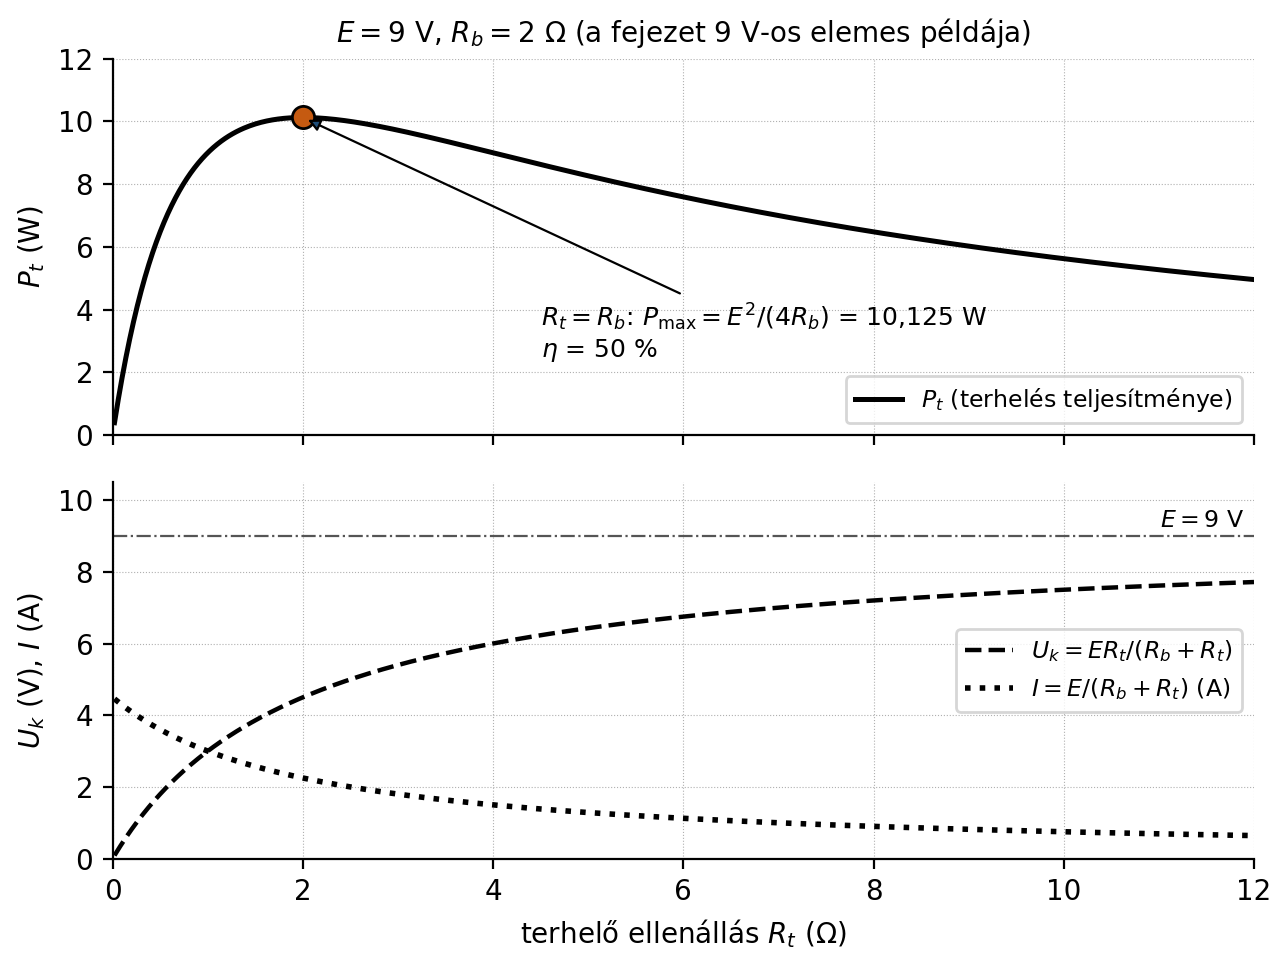 E = 9 V, R_b = 2 Ω (a fejezet 9 V-os elemes példája)
12
10
8
6
4
2
0
P_t (W)
R_t = R_b: P_max = E²/(4R_b) = 10,125 W
η = 50 %
P_t (terhelés teljesítménye)
10
8
6
4
2
0
U_k (V), I (A)
E = 9 V
U_k = ER_t/(R_b + R_t)
I = E/(R_b + R_t) (A)
0 2 4 6 8 10 12
terhelő ellenállás R_t (Ω)